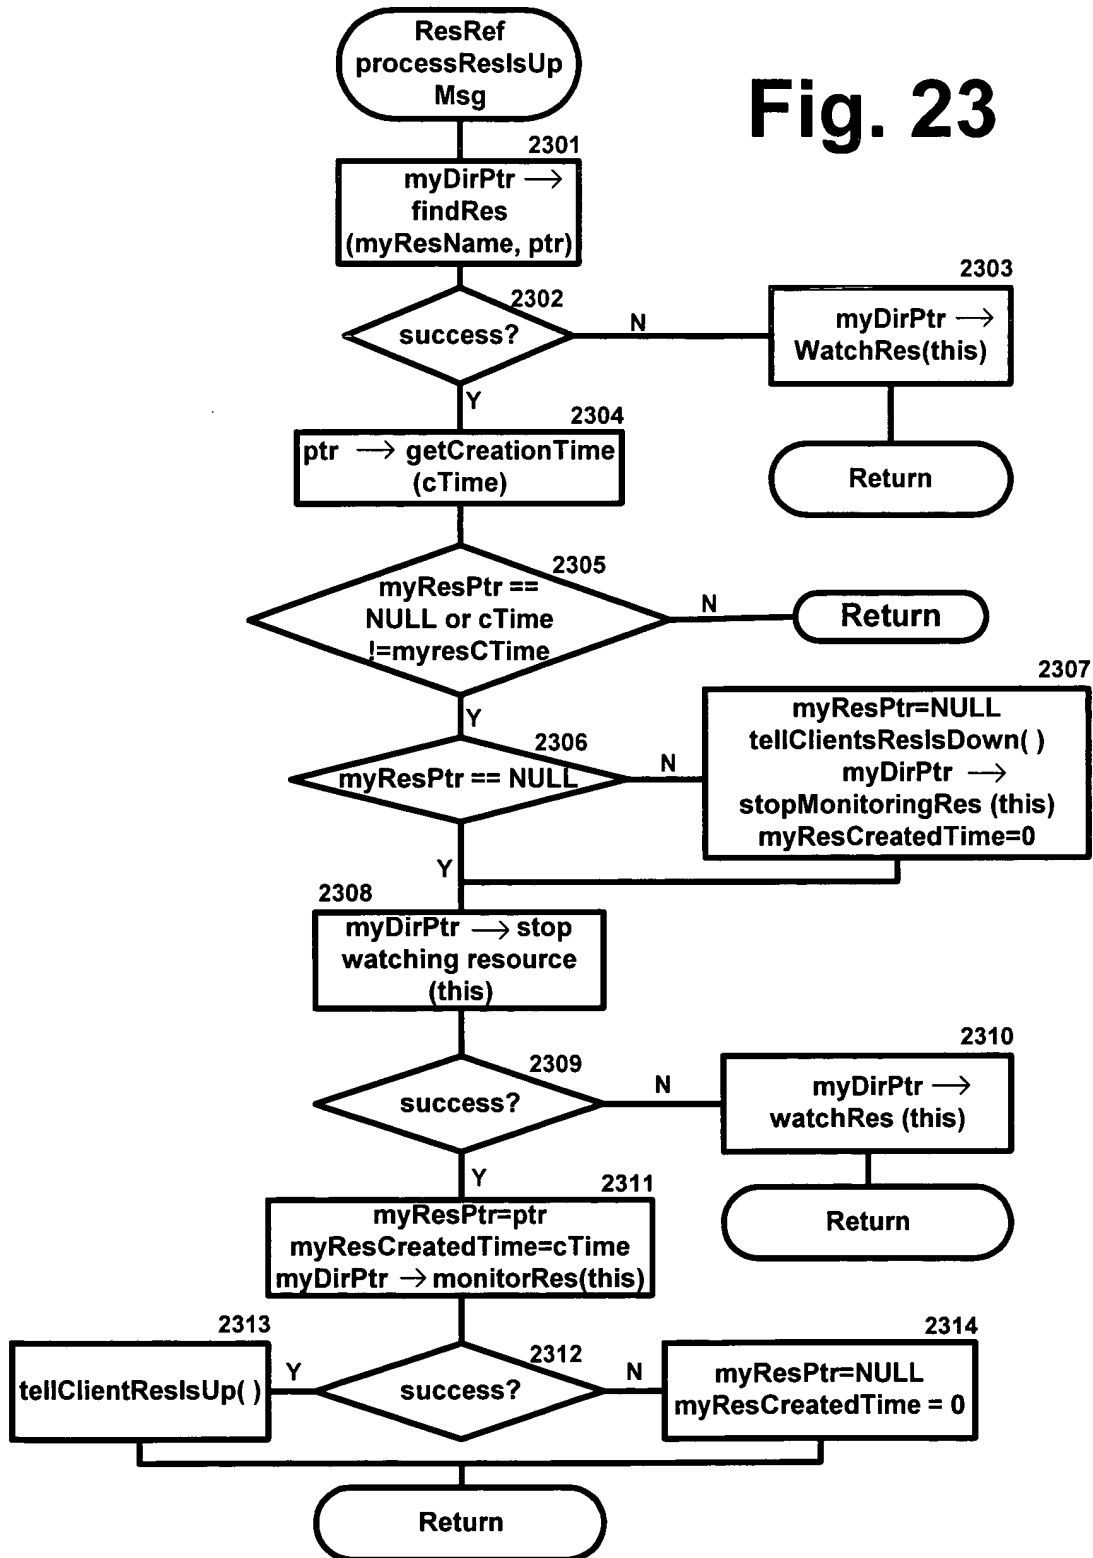 ResRef
processResIsUp
Msg
Fig. 23
2301
myDirPtr →
findRes
(myResName, ptr)
2302
success?
N
2303
myDirPtr →
WatchRes(this)
Return
Y
2304
ptr → getCreationTime
(cTime)
2305
myResPtr ==
NULL or cTime
!=myresCTime
N
Return
Y
2306
myResPtr == NULL
N
2307
myResPtr=NULL
tellClientsResIsDown( )
myDirPtr →
stopMonitoringRes (this)
myResCreatedTime=0
Y
2308
myDirPtr → stop
watching resource
(this)
2309
success?
N
2310
myDirPtr →
watchRes (this)
Return
Y
2311
myResPtr=ptr
myResCreatedTime=cTime
myDirPtr → monitorRes(this)
2312
success?
Y
2313
tellClientResIsUp( )
N
2314
myResPtr=NULL
myResCreatedTime = 0
Return